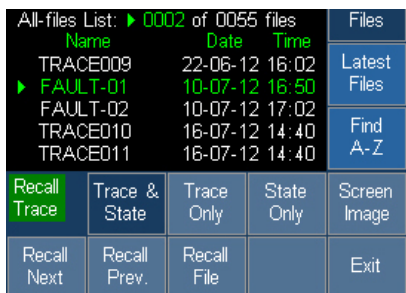 All-files List: 0002 of 0055 files
Files
Name Date Time
TRACE009 22-06-12 16:02
FAULT-01 10-07-12 16:50
FAULT-02 10-07-12 17:02
TRACE010 16-07-12 14:40
TRACE011 16-07-12 14:40
Latest
Files
Find
A-Z
Recall
Trace
Trace &
State
Trace
Only
State
Only
Screen
Image
Recall
Next
Recall
Prev.
Recall
File
Exit